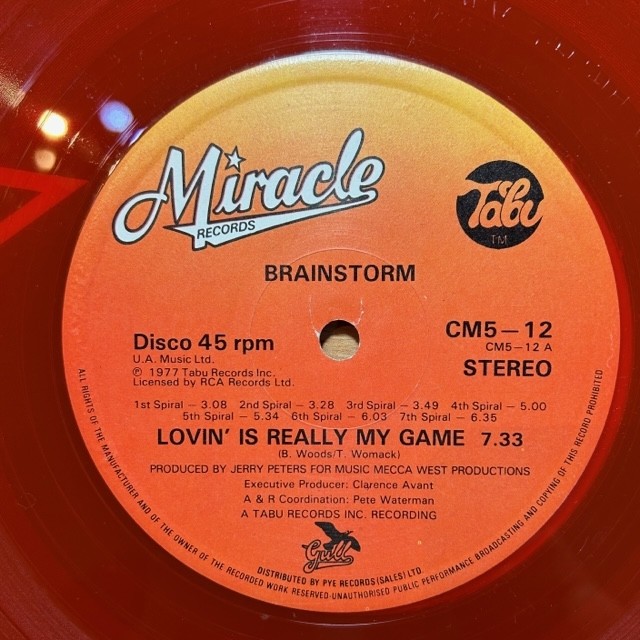 Miracle
RECORDS
Tabu
TM
BRAINSTORM
Disco 45 rpm
U.A. Music Ltd.
℗ 1977 Tabu Records Inc.
Licensed by RCA Records Ltd.
CM5—12
CM5—12 A
STEREO
1st Spiral — 3.08 2nd Spiral — 3.28 3rd Spiral — 3.49 4th Spiral — 5.00
5th Spiral — 5.34 6th Spiral — 6.03 7th Spiral — 6.35
LOVIN' IS REALLY MY GAME 7.33
(B. Woods/T. Womack)
PRODUCED BY JERRY PETERS FOR MUSIC MECCA WEST PRODUCTIONS
Executive Producer: Clarence Avant
A & R Coordination: Pete Waterman
A TABU RECORDS INC. RECORDING
Gull
DISTRIBUTED BY PYE RECORDS (SALES) LTD.
ALL RIGHTS OF THE MANUFACTURER AND OF THE OWNER OF THE RECORDED WORK RESERVED·UNAUTHORISED PUBLIC PERFORMANCE BROADCASTING AND COPYING OF THIS RECORD PROHIBITED